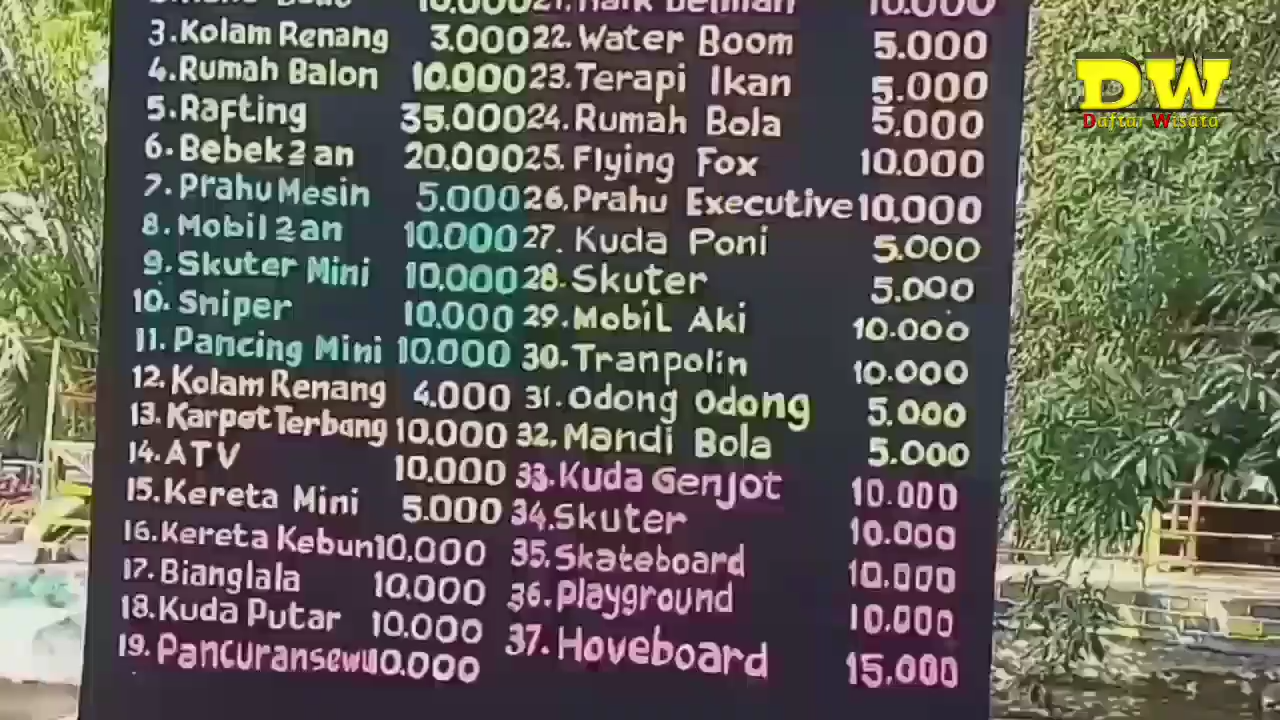 10.000
10.000
3.Kolam Renang 3.000
4.Rumah Balon 10.000
5.Rafting 35.000
6.Bebek2an 20.000
7.Prahu Mesin 5.000
8.Mobil2an 10.000
9.Skuter Mini 10.000
10.Sniper 10.000
11.Pancing Mini 10.000
12.Kolam Renang 4.000
13.Karpet Terbang 10.000
14.ATV 10.000
15.Kereta Mini 5.000
16.Kereta Kebun 10.000
17.Bianglala 10.000
18.Kuda Putar 10.000
19.Pancuransewu 10.000
22.Water Boom 5.000
23.Terapi Ikan 5.000
24.Rumah Bola 5.000
25.Flying Fox 10.000
26.Prahu Executive 10.000
27.Kuda Poni 5.000
28.Skuter 5.000
29.MobiL Aki 10.000
30.Tranpolin 10.000
31.Odong Odong 5.000
32.Mandi Bola 5.000
33.Kuda Genjot 10.000
34.Skuter 10.000
35.Skateboard 10.000
36.Playground 10.000
37.Hoveboard 15.000
DW
Daftar Wisata